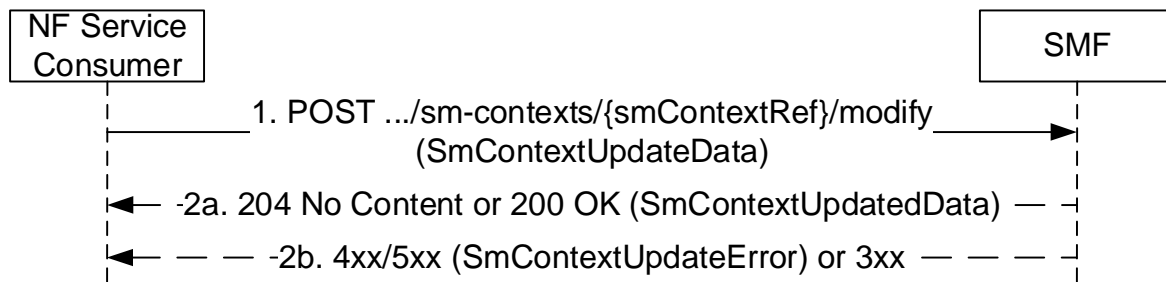 NF Service
Consumer
SMF
1. POST .../sm-contexts/{smContextRef}/modify
(SmContextUpdateData)
2a. 204 No Content or 200 OK (SmContextUpdatedData)
2b. 4xx/5xx (SmContextUpdateError) or 3xx